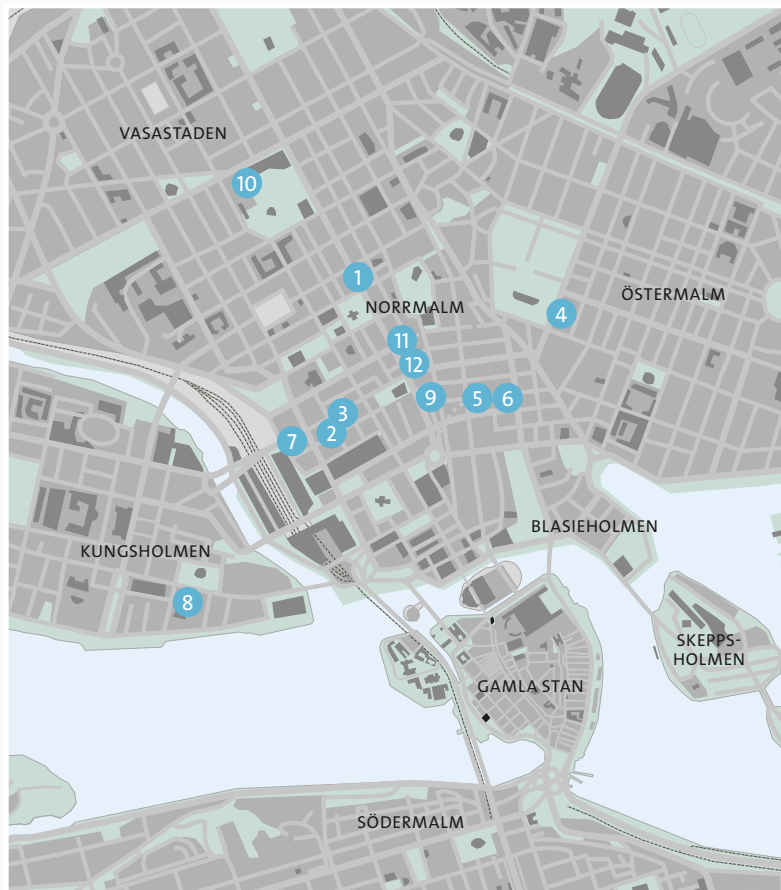 VASASTADEN
10
1
NORRMALM
ÖSTERMALM
4
11
12
9
5
6
3
2
7
BLASIEHOLMEN
KUNGSHOLMEN
8
SKEPPS-
HOLMEN
GAMLA STAN
SÖDERMALM